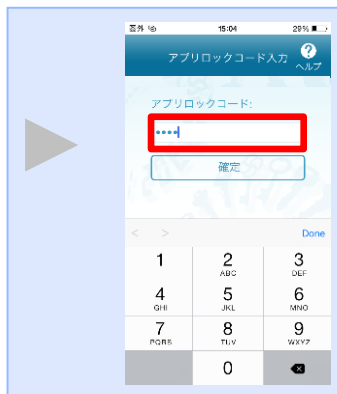 圏外
15:04
29%
アプリロックコード入力
?
ヘルプ
アプリロックコード:
••••
確定
< >
Done
1
2
ABC
3
DEF
4
GHI
5
JKL
6
MNO
7
PQRS
8
TUV
9
WXYZ
0